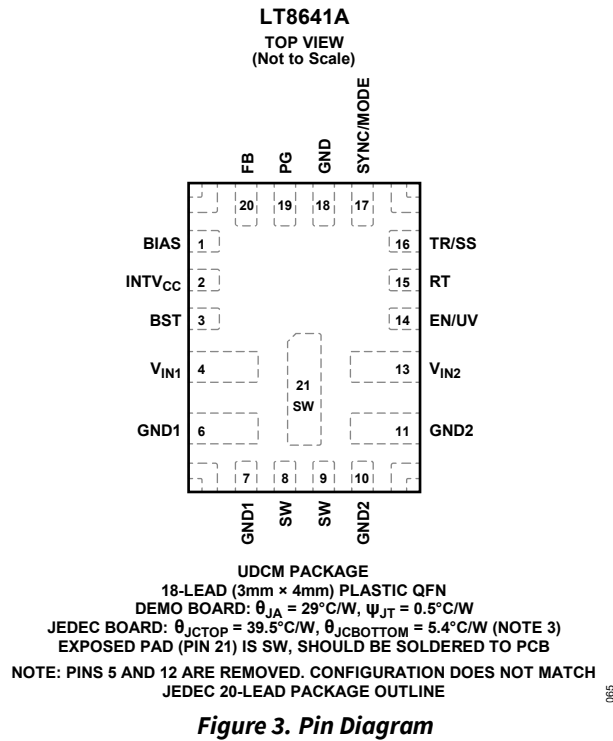 LT8641A
TOP VIEW
(Not to Scale)
FB
PG
GND
SYNC/MODE
20
19
18
17
BIAS 1
16 TR/SS
INTVCC 2
15 RT
BST 3
14 EN/UV
VIN1 4
13 VIN2
21
SW
GND1 6
11 GND2
7
8
9
10
GND1
SW
SW
GND2
UDCM PACKAGE
18-LEAD (3mm × 4mm) PLASTIC QFN
DEMO BOARD: θJA = 29°C/W, ΨJT = 0.5°C/W
JEDEC BOARD: θJCTOP = 39.5°C/W, θJCBOTTOM = 5.4°C/W (NOTE 3)
EXPOSED PAD (PIN 21) IS SW, SHOULD BE SOLDERED TO PCB
NOTE: PINS 5 AND 12 ARE REMOVED. CONFIGURATION DOES NOT MATCH
JEDEC 20-LEAD PACKAGE OUTLINE
065
Figure 3. Pin Diagram